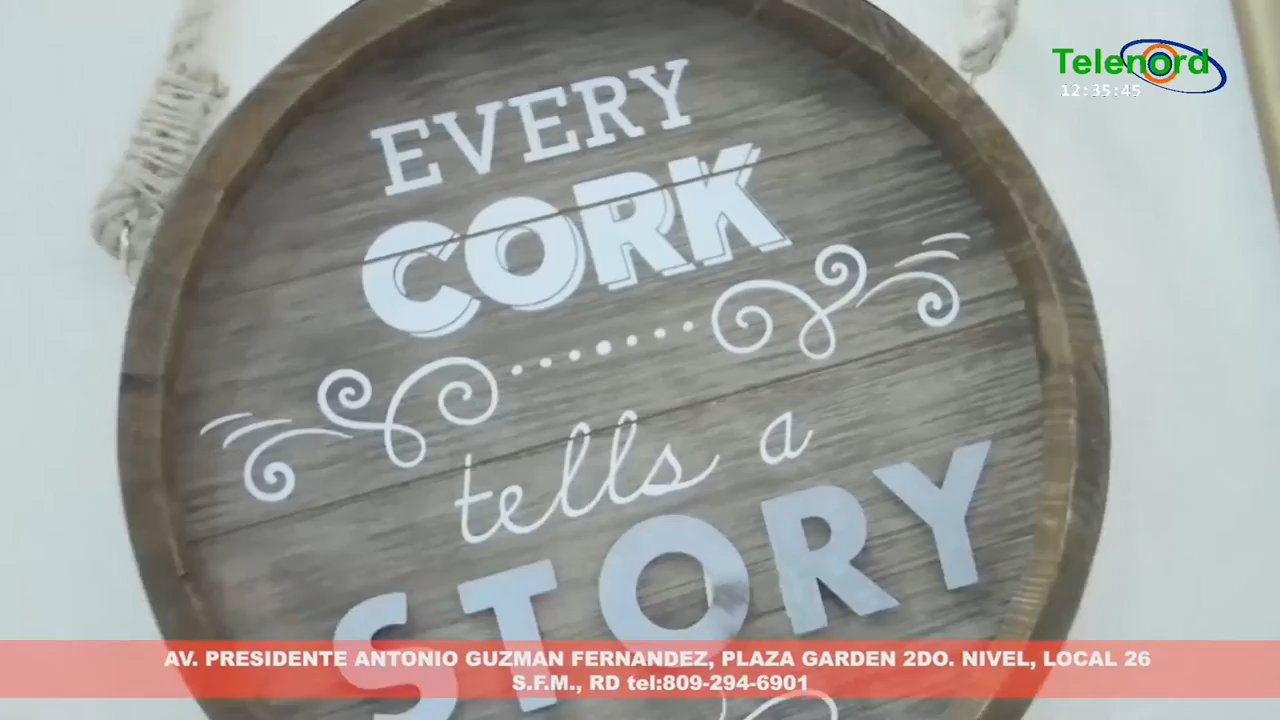 Telenord
12:35:45
EVERY
CORK
tells a
STORY
AV. PRESIDENTE ANTONIO GUZMAN FERNANDEZ, PLAZA GARDEN 2DO. NIVEL, LOCAL 26
S.F.M., RD tel:809-294-6901